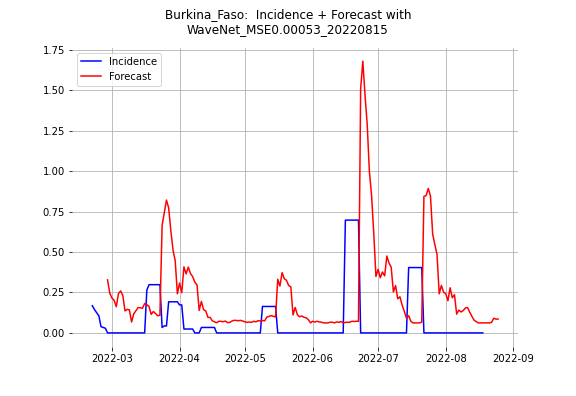 Burkina_Faso:  Incidence + Forecast with
WaveNet_MSE0.00053_20220815
Incidence
Forecast
1.75
1.50
1.25
1.00
0.75
0.50
0.25
0.00
2022-03 2022-04 2022-05 2022-06 2022-07 2022-08 2022-09